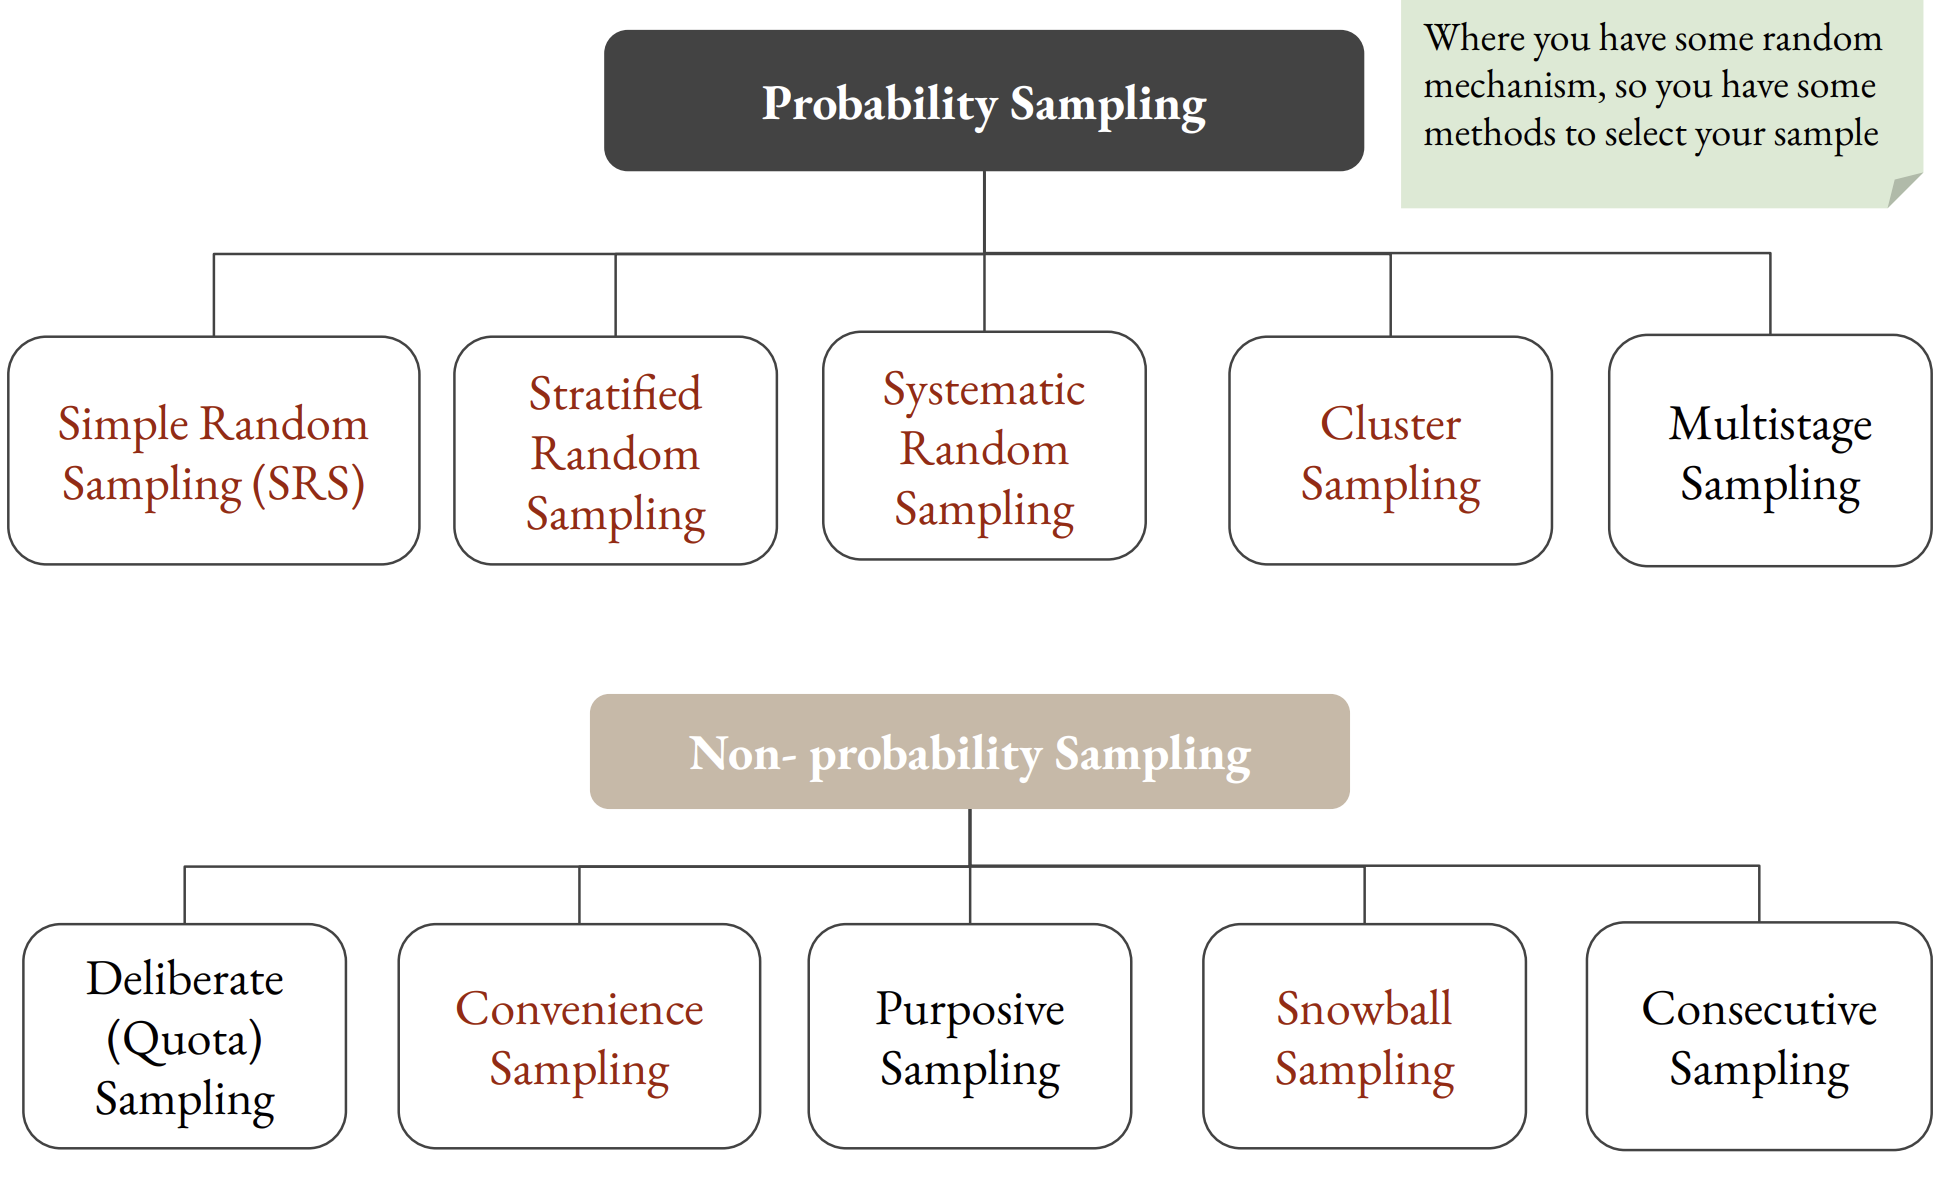 Probability Sampling
Where you have some random
mechanism, so you have some
methods to select your sample
Simple Random
Sampling (SRS)
Stratified
Random
Sampling
Systematic
Random
Sampling
Cluster
Sampling
Multistage
Sampling
Non- probability Sampling
Deliberate
(Quota)
Sampling
Convenience
Sampling
Purposive
Sampling
Snowball
Sampling
Consecutive
Sampling